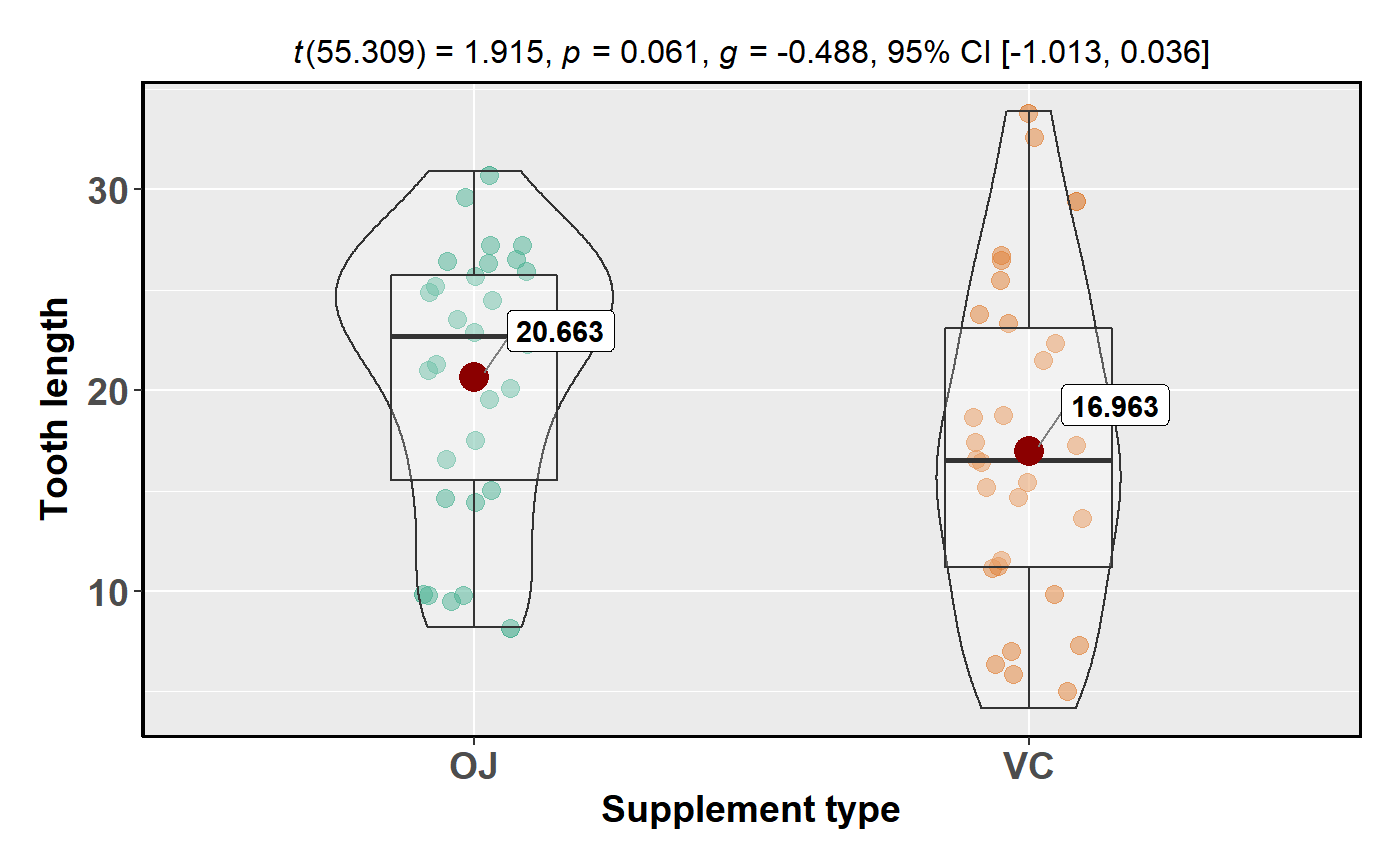 t(55.309) = 1.915, p = 0.061, g = -0.488, 95% CI [-1.013, 0.036]
Tooth length
30
20
10
20.663
16.963
OJ
VC
Supplement type